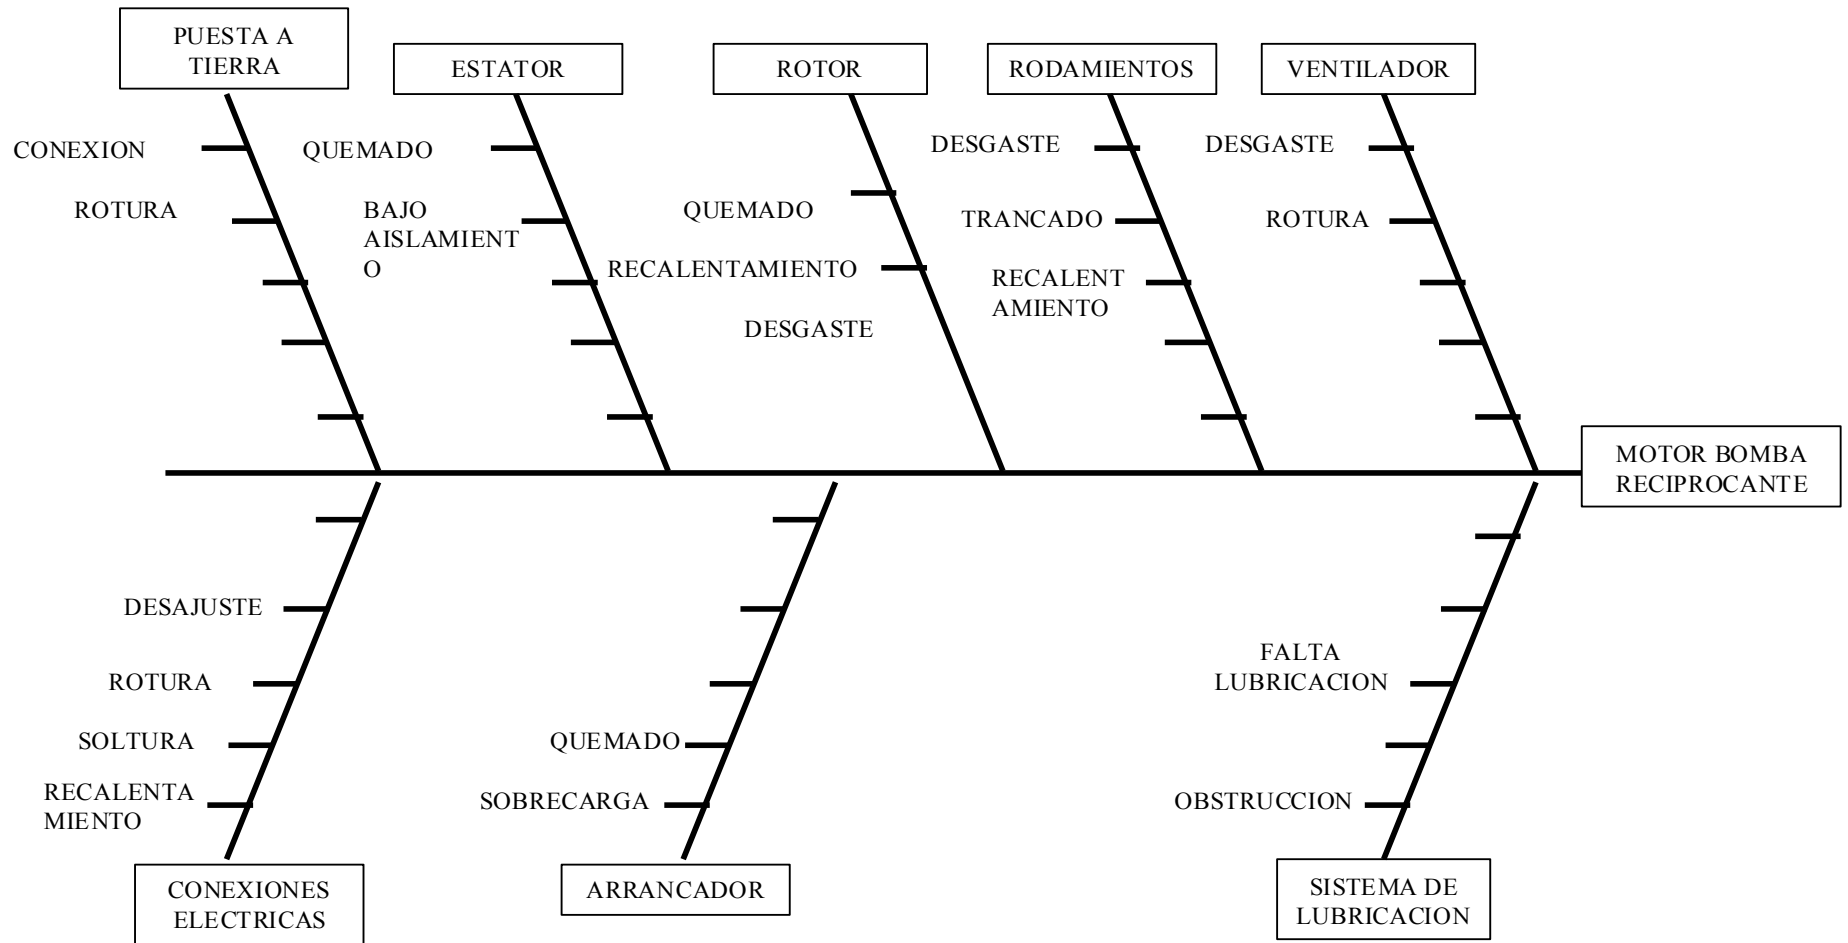 PUESTA A
TIERRA
ESTATOR
ROTOR
RODAMIENTOS
VENTILADOR
CONEXION
ROTURA
QUEMADO
BAJO
AISLAMIENT
O
QUEMADO
RECALENTAMIENTO
DESGASTE
DESGASTE
TRANCADO
RECALENT
AMIENTO
DESGASTE
ROTURA
MOTOR BOMBA
RECIPROCANTE
DESAJUSTE
ROTURA
SOLTURA
RECALENTA
MIENTO
QUEMADO
SOBRECARGA
FALTA
LUBRICACION
OBSTRUCCION
CONEXIONES
ELECTRICAS
ARRANCADOR
SISTEMA DE
LUBRICACION